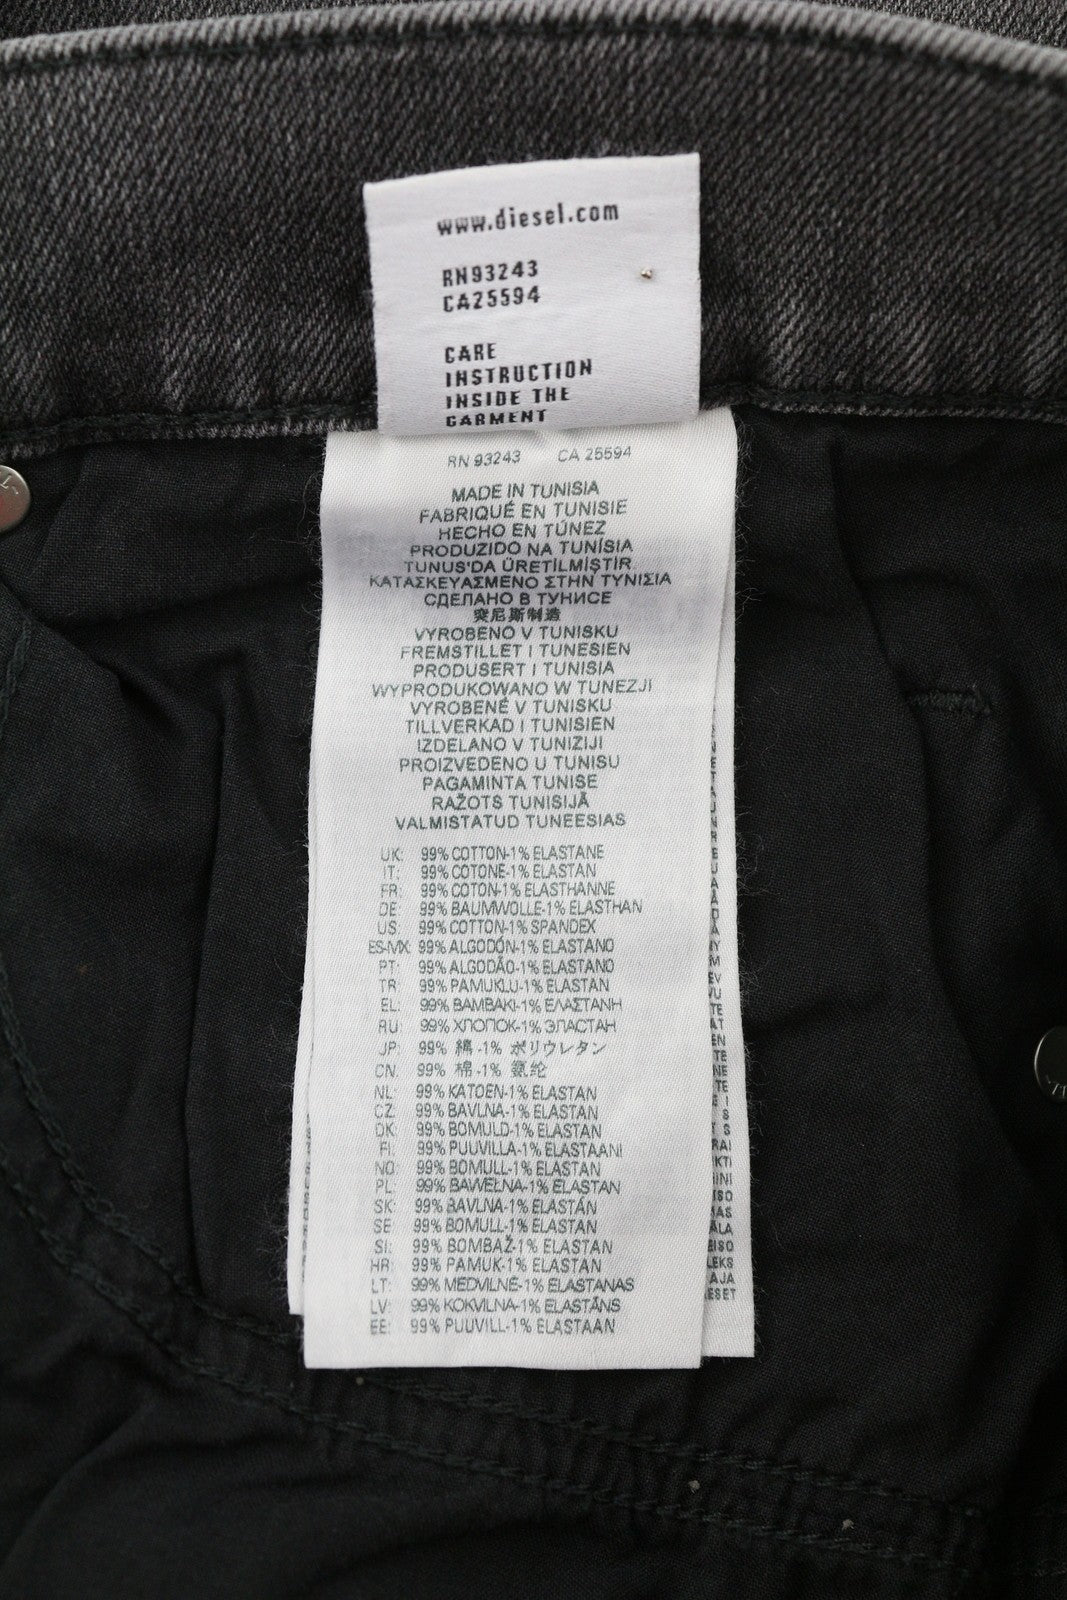 www.diesel.com
RN93243
CA25594
CARE
INSTRUCTION
INSIDE THE
GARMENT
RN 93243 CA 25594
MADE IN TUNISIA
FABRIQUÉ EN TUNISIE
HECHO EN TÚNEZ
PRODUZIDO NA TUNÍSIA
TUNUS'DA ÜRETİLMİŞTİR
ΚΑΤΑΣΚΕΥΑΣΜΕΝΟ ΣΤΗΝ ΤΥΝΙΣΙΑ
СДЕЛАНО В ТУНИСЕ
突尼斯制造
VYROBENO V TUNISKU
FREMSTILLET I TUNESIEN
PRODUSERT I TUNISIA
WYPRODUKOWANO W TUNEZJI
VYROBENÉ V TUNISKU
TILLVERKAD I TUNISIEN
IZDELANO V TUNIZIJI
PROIZVEDENO U TUNISU
PAGAMINTA TUNISE
RAŽOTS TUNISIJĀ
VALMISTATUD TUNEESIAS
UK: 99% COTTON-1% ELASTANE
IT: 99% COTONE-1% ELASTAN
FR: 99% COTON-1% ELASTHANNE
DE: 99% BAUMWOLLE-1% ELASTHAN
US: 99% COTTON-1% SPANDEX
ES-MX: 99% ALGODÓN-1% ELASTANO
PT: 99% ALGODÃO-1% ELASTANO
TR: 99% PAMUKLU-1% ELASTAN
EL: 99% ΒΑΜΒΑΚΙ-1% ΕΛΑΣΤΑΝΗ
RU: 99% ХЛОПОК-1% ЭЛАСТАН
JP: 99% 綿 -1% ポリウレタン
CN: 99% 棉 -1% 氨纶
NL: 99% KATOEN-1% ELASTAN
CZ: 99% BAVLNA-1% ELASTAN
DK: 99% BOMULD-1% ELASTAN
FI: 99% PUUVILLA-1% ELASTAANI
NO: 99% BOMULL-1% ELASTAN
PL: 99% BAWEŁNA-1% ELASTAN
SK: 99% BAVLNA-1% ELASTÁN
SE: 99% BOMULL-1% ELASTAN
SI: 99% BOMBAŽ-1% ELASTAN
HR: 99% PAMUK-1% ELASTAN
LT: 99% MEDVILNĖ-1% ELASTANAS
LV: 99% KOKVILNA-1% ELASTĀNS
EE: 99% PUUVILL-1% ELASTAAN